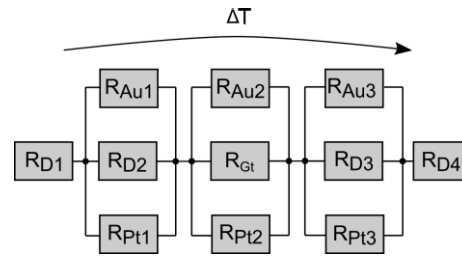 ΔT
R_Au1 R_Au2 R_Au3
R_D1 R_D2 R_Gt R_D3 R_D4
R_Pt1 R_Pt2 R_Pt3